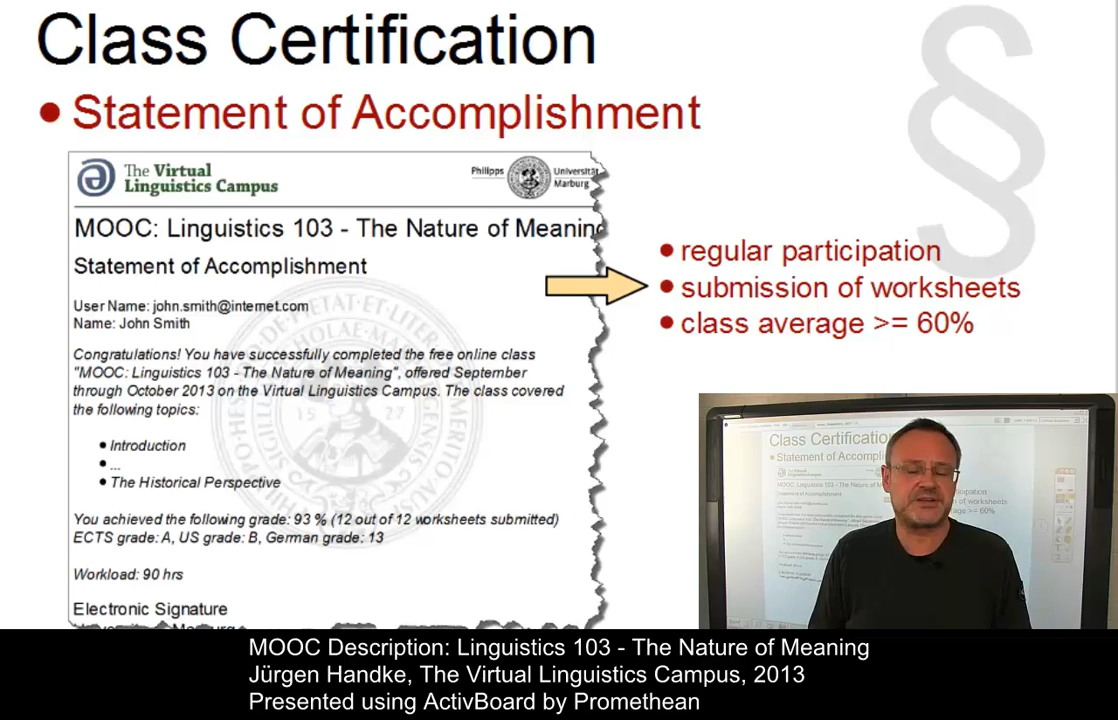 Class Certification
• Statement of Accomplishment
The Virtual
Linguistics Campus
Philipps Universität
Marburg
MOOC: Linguistics 103 - The Nature of Meaning
Statement of Accomplishment
User Name: john.smith@internet.com
Name: John Smith
Congratulations! You have successfully completed the free online class
"MOOC: Linguistics 103 - The Nature of Meaning", offered September
through October 2013 on the Virtual Linguistics Campus. The class covered
the following topics:
• Introduction
• ...
• The Historical Perspective
You achieved the following grade: 93 % (12 out of 12 worksheets submitted)
ECTS grade: A, US grade: B, German grade: 13
Workload: 90 hrs
Electronic Signature
• regular participation
• submission of worksheets
• class average >= 60%
§
Class Certification
• Statement of Accompl
MOOC Description: Linguistics 103 - The Nature of Meaning
Jürgen Handke, The Virtual Linguistics Campus, 2013
Presented using ActivBoard by Promethean